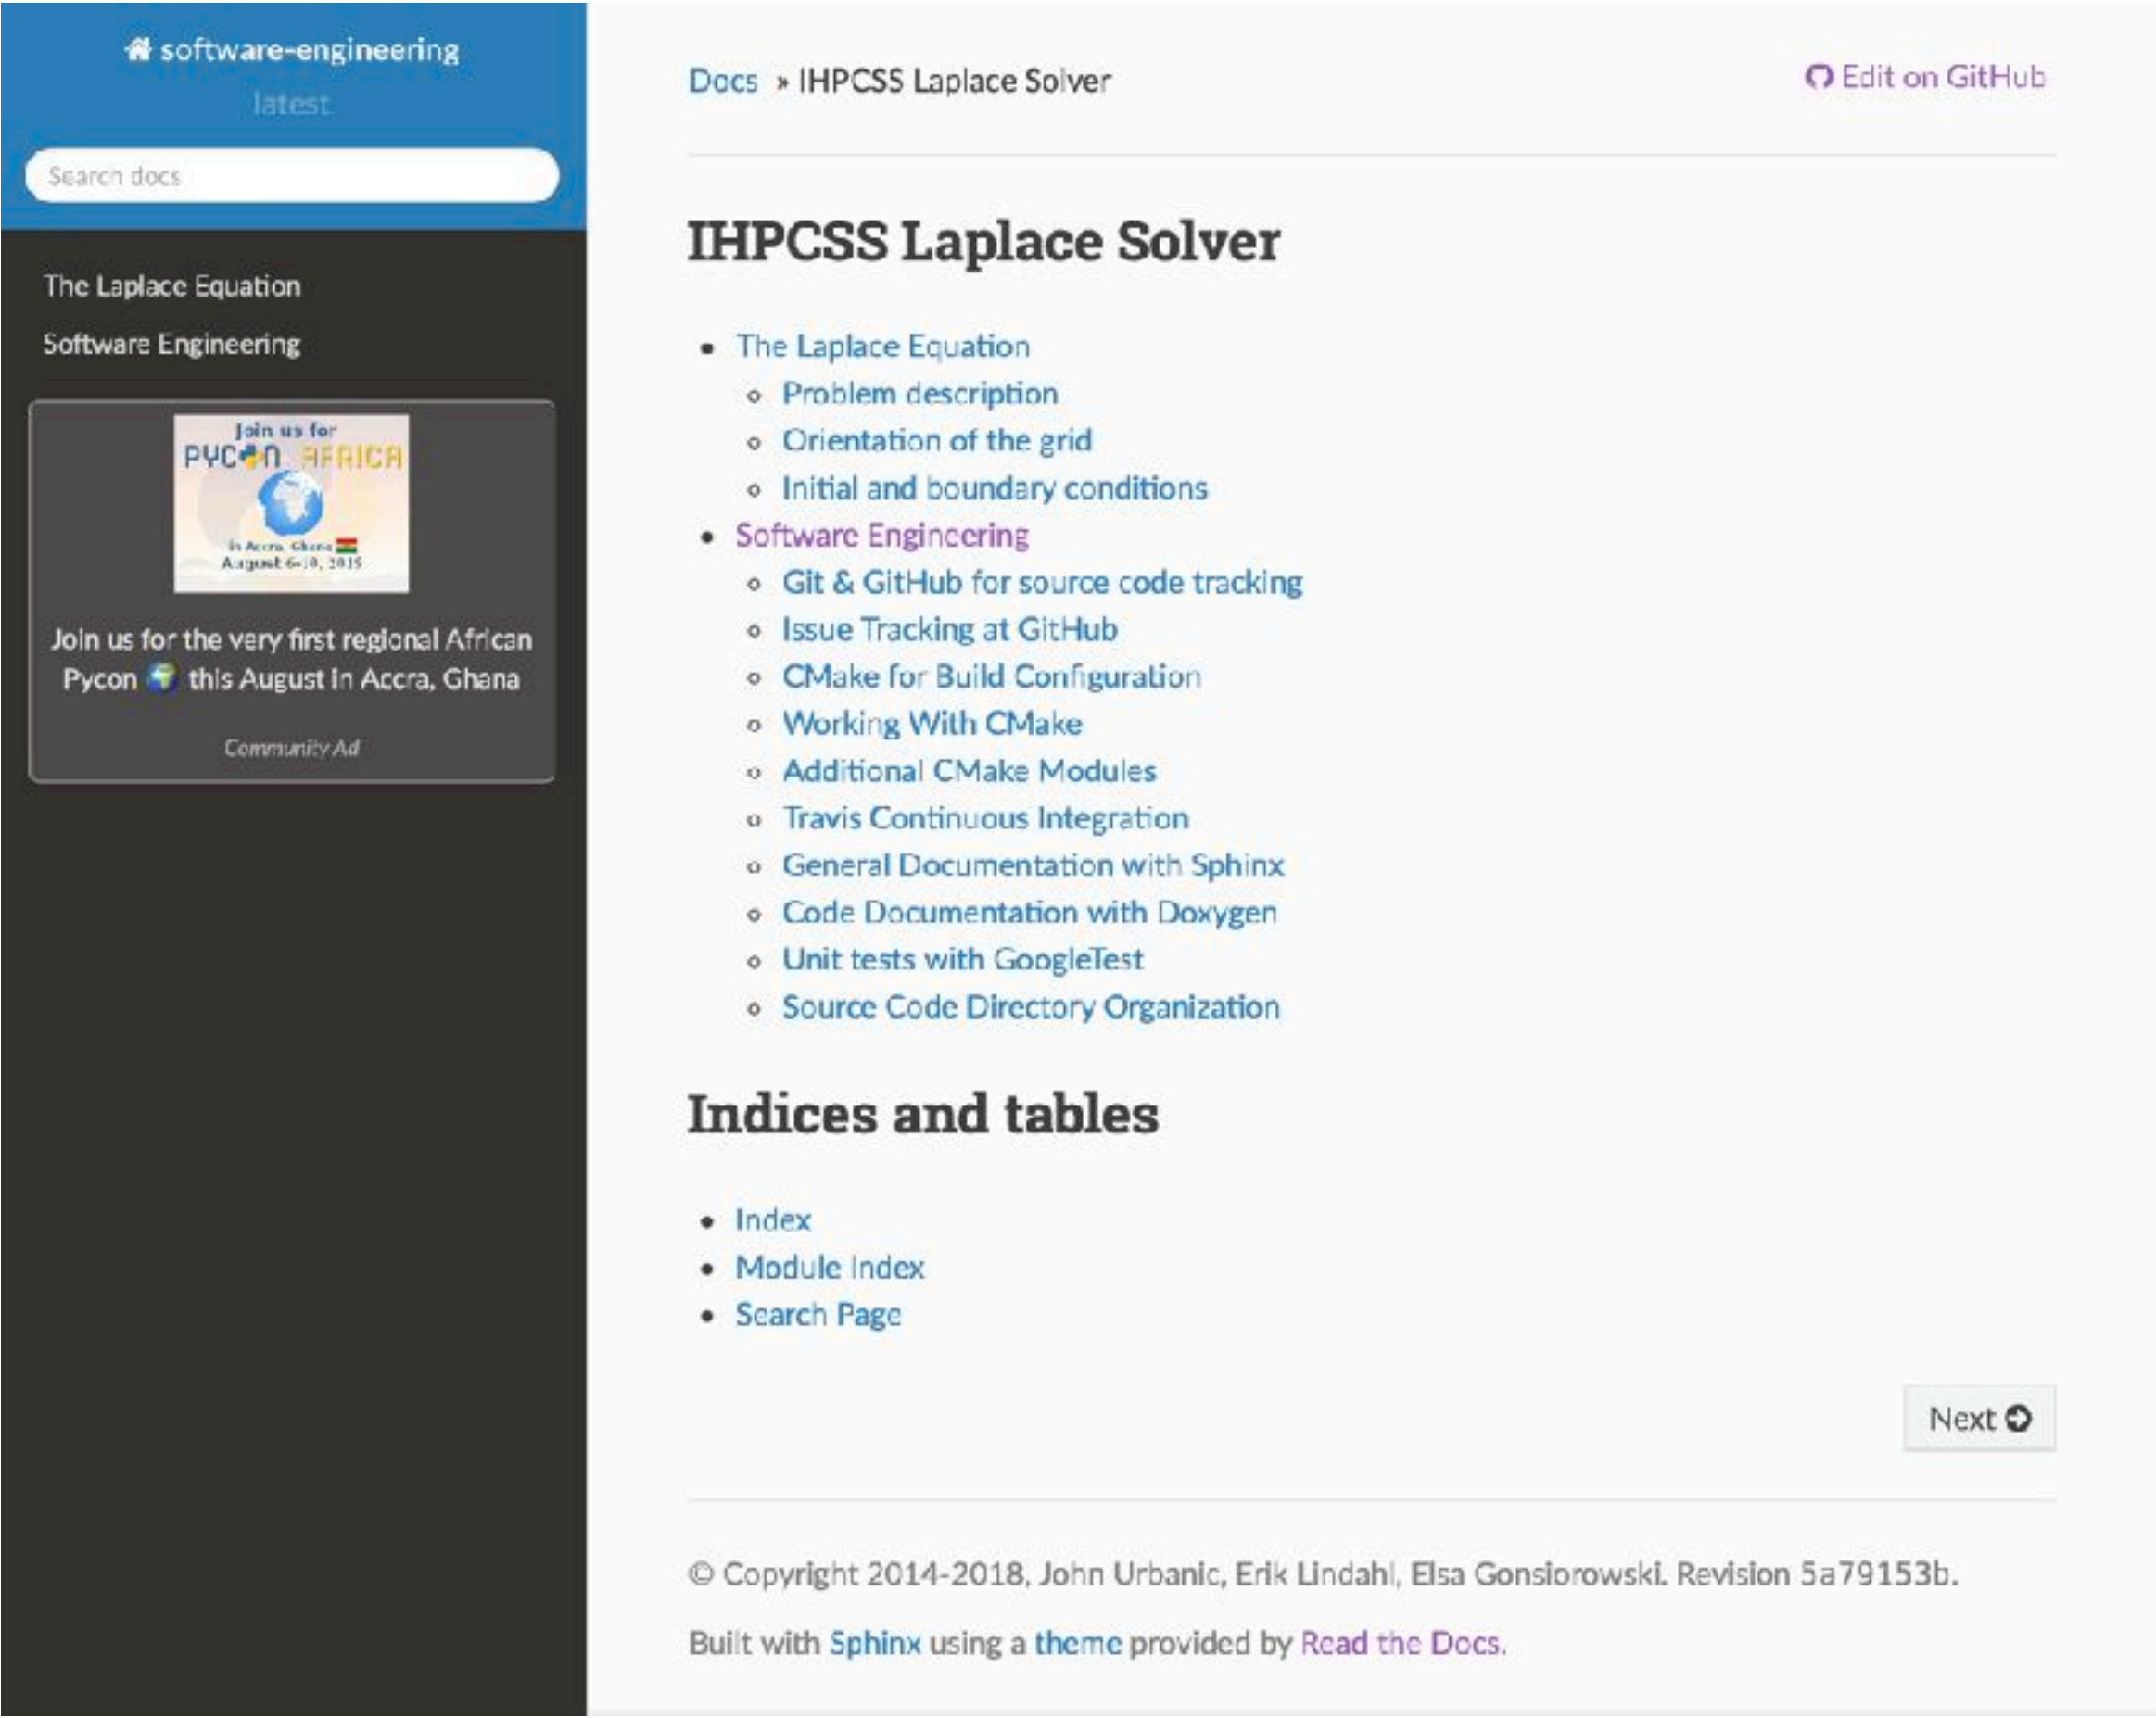 software-engineering
latest
Search docs
The Laplace Equation
Software Engineering
Join us for
PYCON AFRICA
in Accra, Ghana
August 6-10,
Join us for the very first regional African
Pycon this August in Accra, Ghana
Community Ad
Docs » IHPCSS Laplace Solver
Edit on GitHub
IHPCSS Laplace Solver
• The Laplace Equation
Problem description
Orientation of the grid
Initial and boundary conditions
• Software Engineering
Git & GitHub for source code tracking
Issue Tracking at GitHub
CMake for Build Configuration
Working With CMake
Additional CMake Modules
Travis Continuous Integration
General Documentation with Sphinx
Code Documentation with Doxygen
Unit tests with GoogleTest
Source Code Directory Organization
Indices and tables
• Index
• Module Index
• Search Page
Next
© Copyright 2014-2018, John Urbanic, Erik Lindahl, Elsa Gonsiorowski. Revision 5a79153b.
Built with Sphinx using a theme provided by Read the Docs.